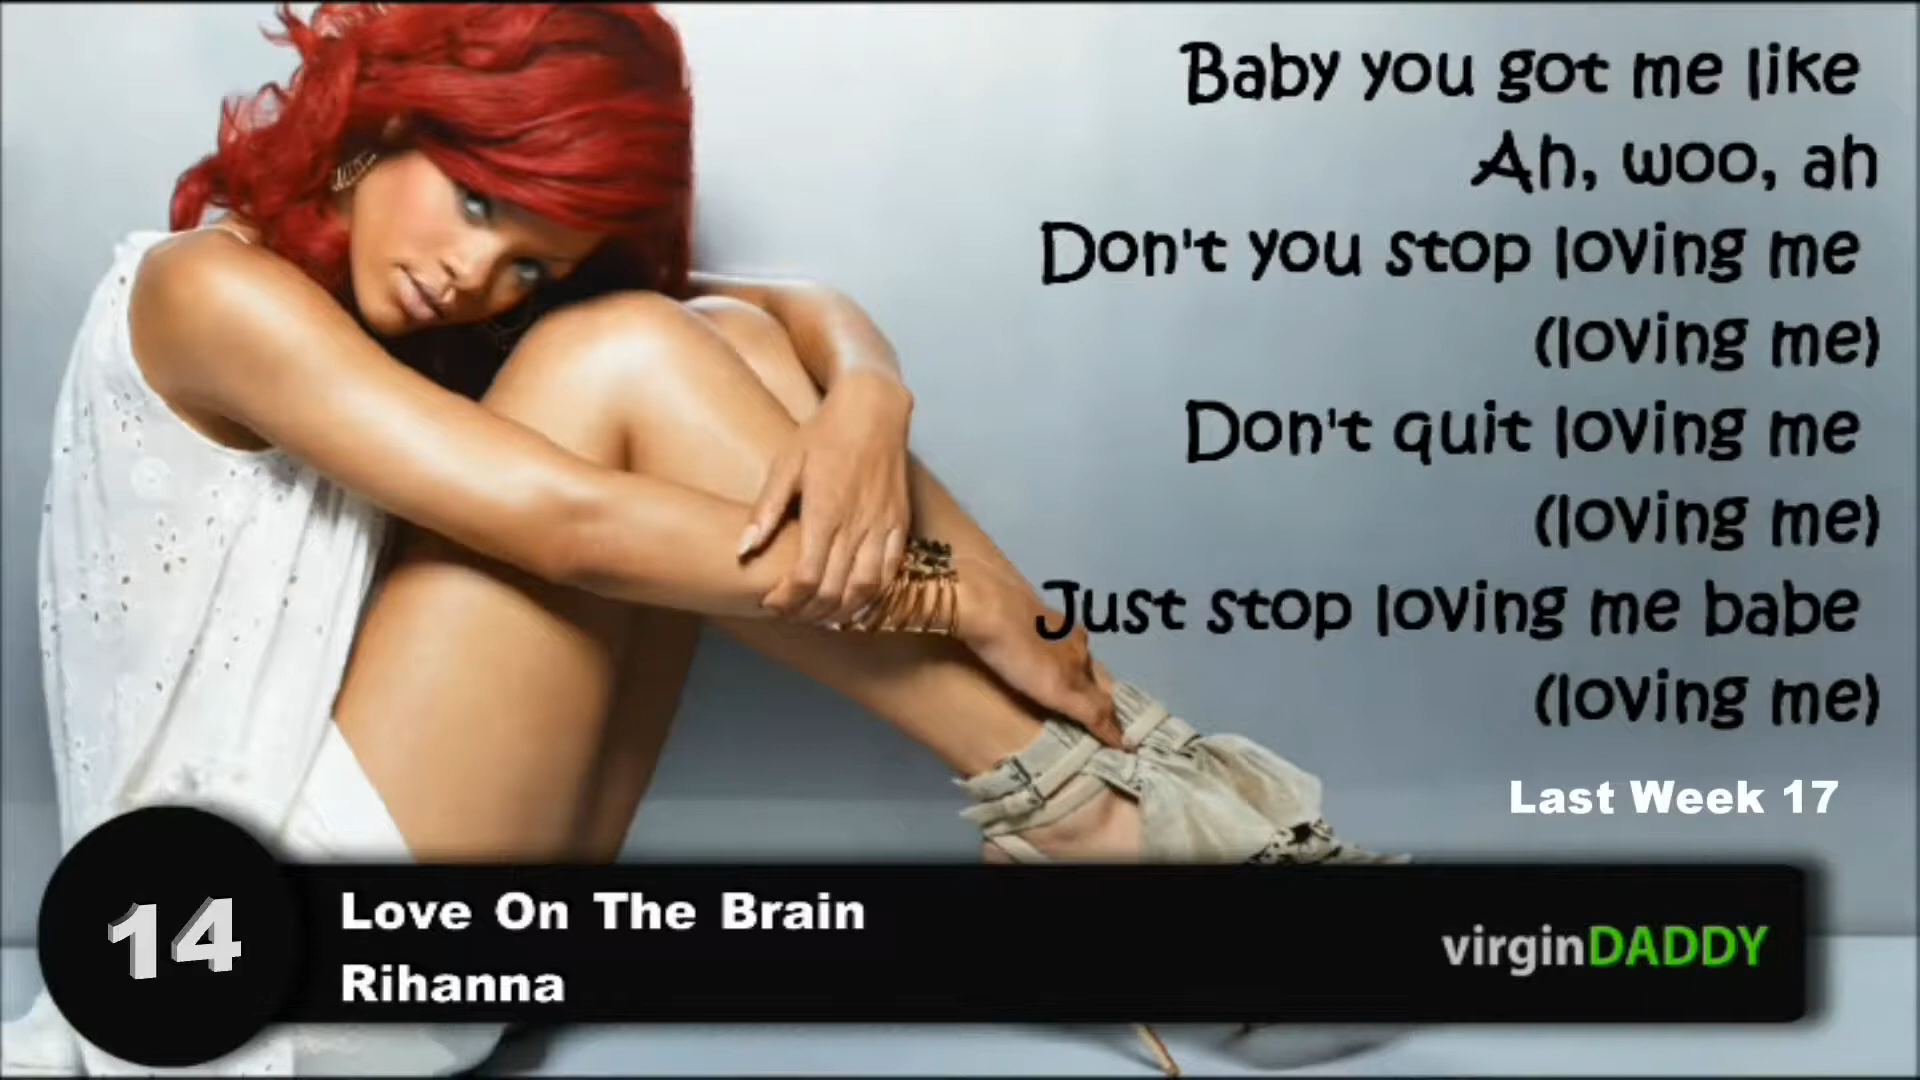 Baby you got me like
Ah, woo, ah
Don't you stop loving me
(loving me)
Don't quit loving me
(loving me)
Just stop loving me babe
(loving me)
Last Week 17
14
Love On The Brain
Rihanna
virginDADDY